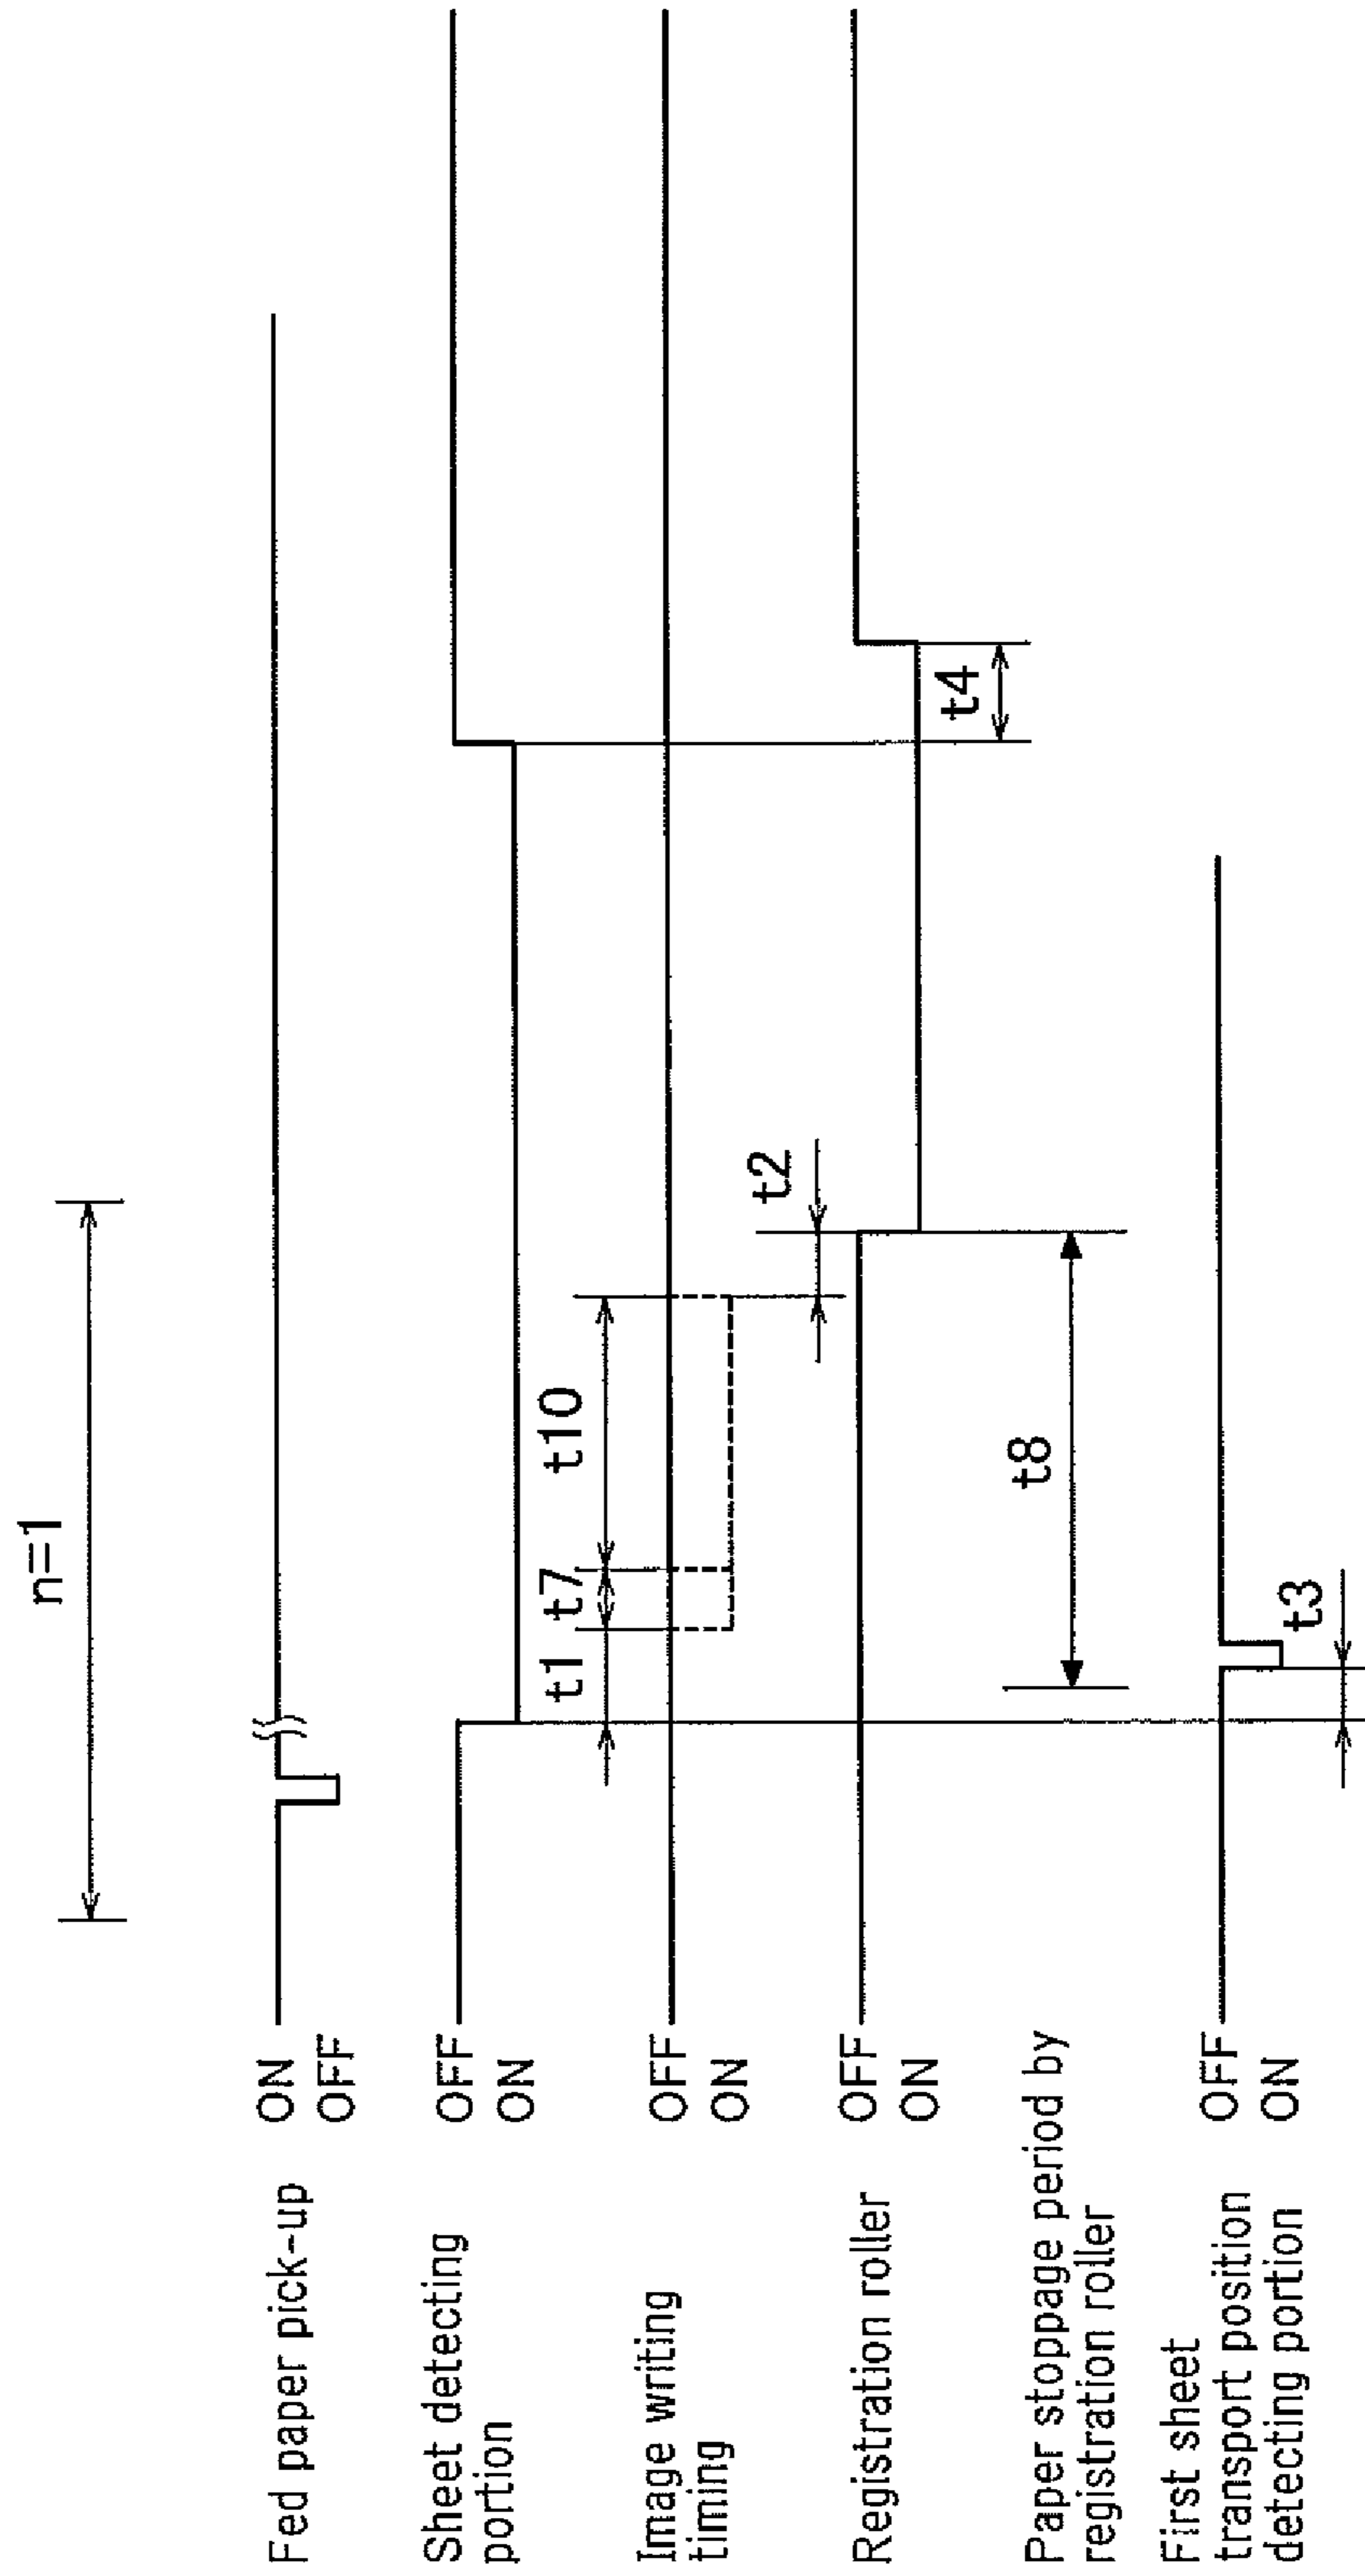 n=1
Fed paper pick-up
ON
OFF
Sheet detecting
portion
OFF
ON
Image writing
timing
OFF
ON
t1
t7
t10
t2
Registration roller
OFF
ON
t4
Paper stoppage period by
registration roller
t8
First sheet
transport position
detecting portion
OFF
ON
t3